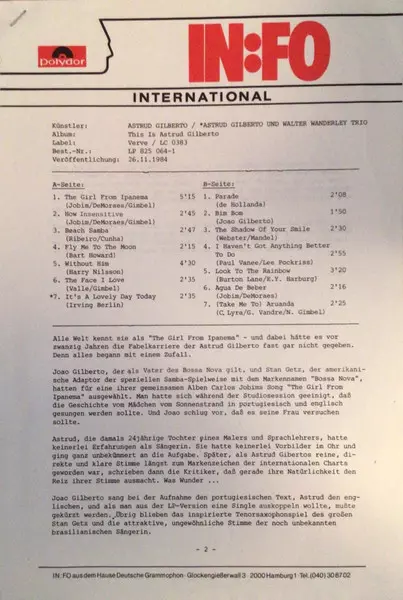 polydor
IN:FO
INTERNATIONAL
Künstler: ASTRUD GILBERTO / *ASTRUD GILBERTO UND WALTER WANDERLEY TRIO
Album: This Is Astrud Gilberto
Label: Verve / LC 0383
Best.-Nr.: LP 825 064-1
Veröffentlichung: 26.11.1984
A-Seite:
1. The Girl From Ipanema 5'15
(Jobim/DeMoraes/Gimbel)
2. How Insensitive 2'45
(Jobim/DeMoraes/Gimbel)
3. Beach Samba 2'47
(Ribeiro/Cunha)
4. Fly Me To The Moon 2'15
(Bart Howard)
5. Without Him 4'30
(Harry Nilsson)
6. The Face I Love 2'35
(Valle/Gimbel)
*7. It's A Lovely Day Today 2'35
(Irving Berlin)
B-Seite:
1. Parade 2'08
(de Hollanda)
2. Bim Bom 1'50
(Joao Gilberto)
3. The Shadow Of Your Smile 2'30
(Webster/Mandel)
4. I Haven't Got Anything Better
To Do 2'55
(Paul Vanee/Lee Pockriss)
5. Look To The Rainbow 3'20
(Burton Lane/E.Y. Harburg)
6. Agua De Beber 2'16
(Jobim/DeMoraes)
7. (Take Me To) Aruanda 2'25
(C. Lyra/G. Vandre/N. Gimbel)
Alle Welt kennt sie als "The Girl From Ipanema" - und dabei hätte es vor
zwanzig Jahren die Fabelkarriere der Astrud Gilberto fast gar nicht gegeben.
Denn alles begann mit einem Zufall.
Joao Gilberto, der als Vater des Bossa Nova gilt, und Stan Getz, der amerikani-
sche Adaptor der speziellen Samba-Spielweise mit dem Markennamen "Bossa Nova",
hatten für eine ihrer gemeinsamen Alben Carlos Jobims Song "The Girl From
Ipanema" ausgewählt. Man hatte sich während der Studiosession geeinigt, daß
die Geschichte vom Mädchen vom Sonnenstrand in portugiesisch und englisch
gesungen werden sollte. Und Joao schlug vor, daß es seine Frau versuchen
sollte.
Astrud, die damals 24jährige Tochter eines Malers und Sprachlehrers, hatte
keinerlei Erfahrungen als Sängerin. Sie hatte keinerlei Vorbilder im Ohr und
ging ganz unbekümmert an die Aufgabe. Später, als Astrud Gibertos reine, di-
rekte und klare Stimme längst zum Markenzeichen der internationalen Charts
geworden war, schrieben dann die Kritiker, daß gerade ihre Natürlichkeit den
Reiz ihrer Stimme ausmacht. Was Wunder ...
Joao Gilberto sang bei der Aufnahme den portugiesischen Text, Astrud den eng-
lischen, und als man aus der LP-Version eine Single auskoppeln wollte, mußte
gekürzt werden. Übrig blieben das inspirierte Tenorsaxophonspiel des großen
Stan Getz und die attraktive, ungewöhnliche Stimme der noch unbekannten
brasilianischen Sängerin.
- 2 -
IN:FO aus dem Hause Deutsche Grammophon · Glockengießerwall 3 · 2000 Hamburg 1 · Tel. (040) 30 87 02